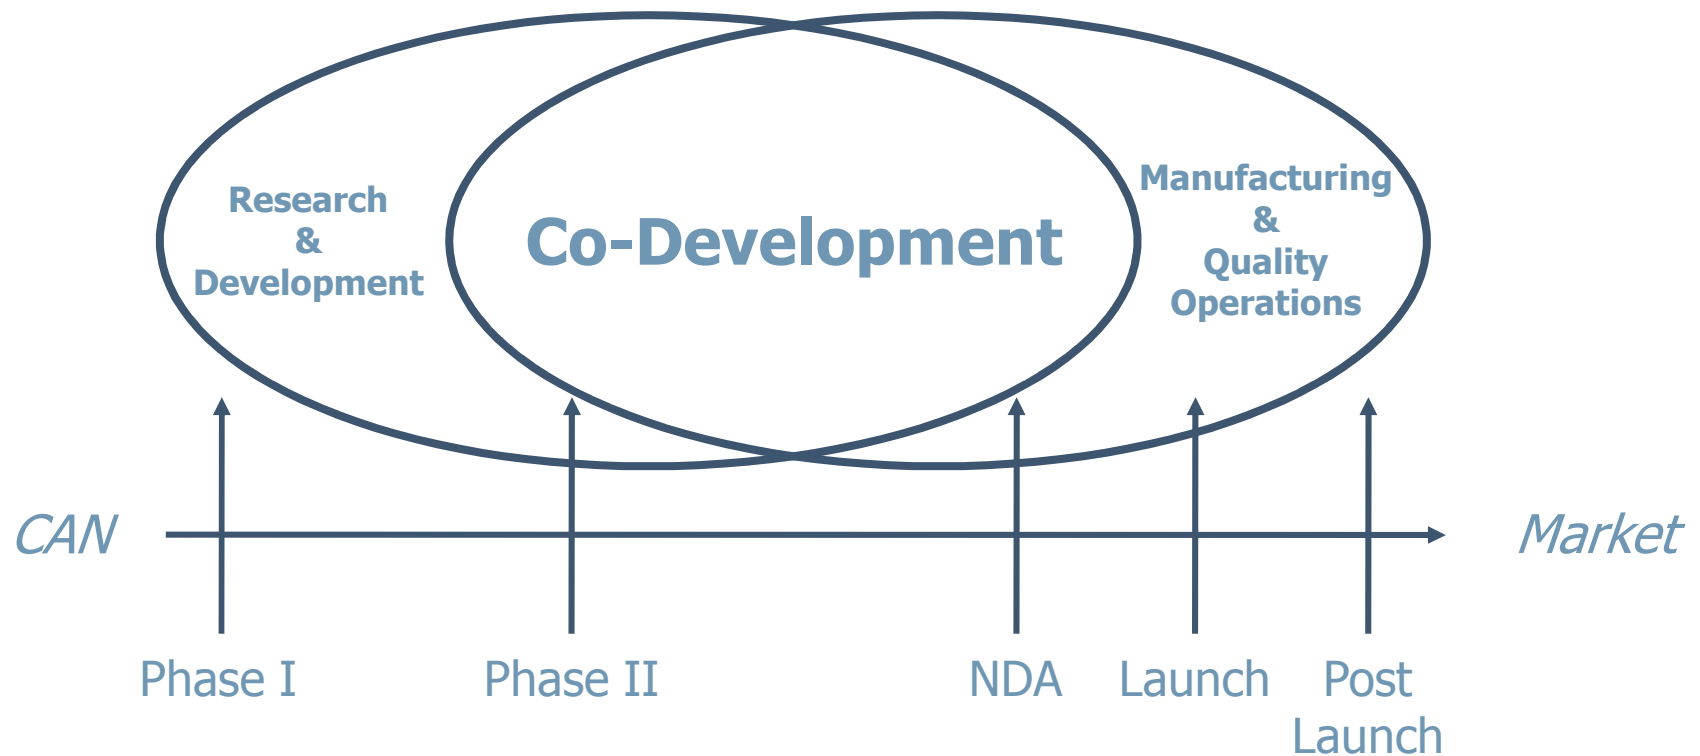 Research
&
Development
Co-Development
Manufacturing
&
Quality
Operations
CAN
Market
Phase I
Phase II
NDA
Launch
Post
Launch